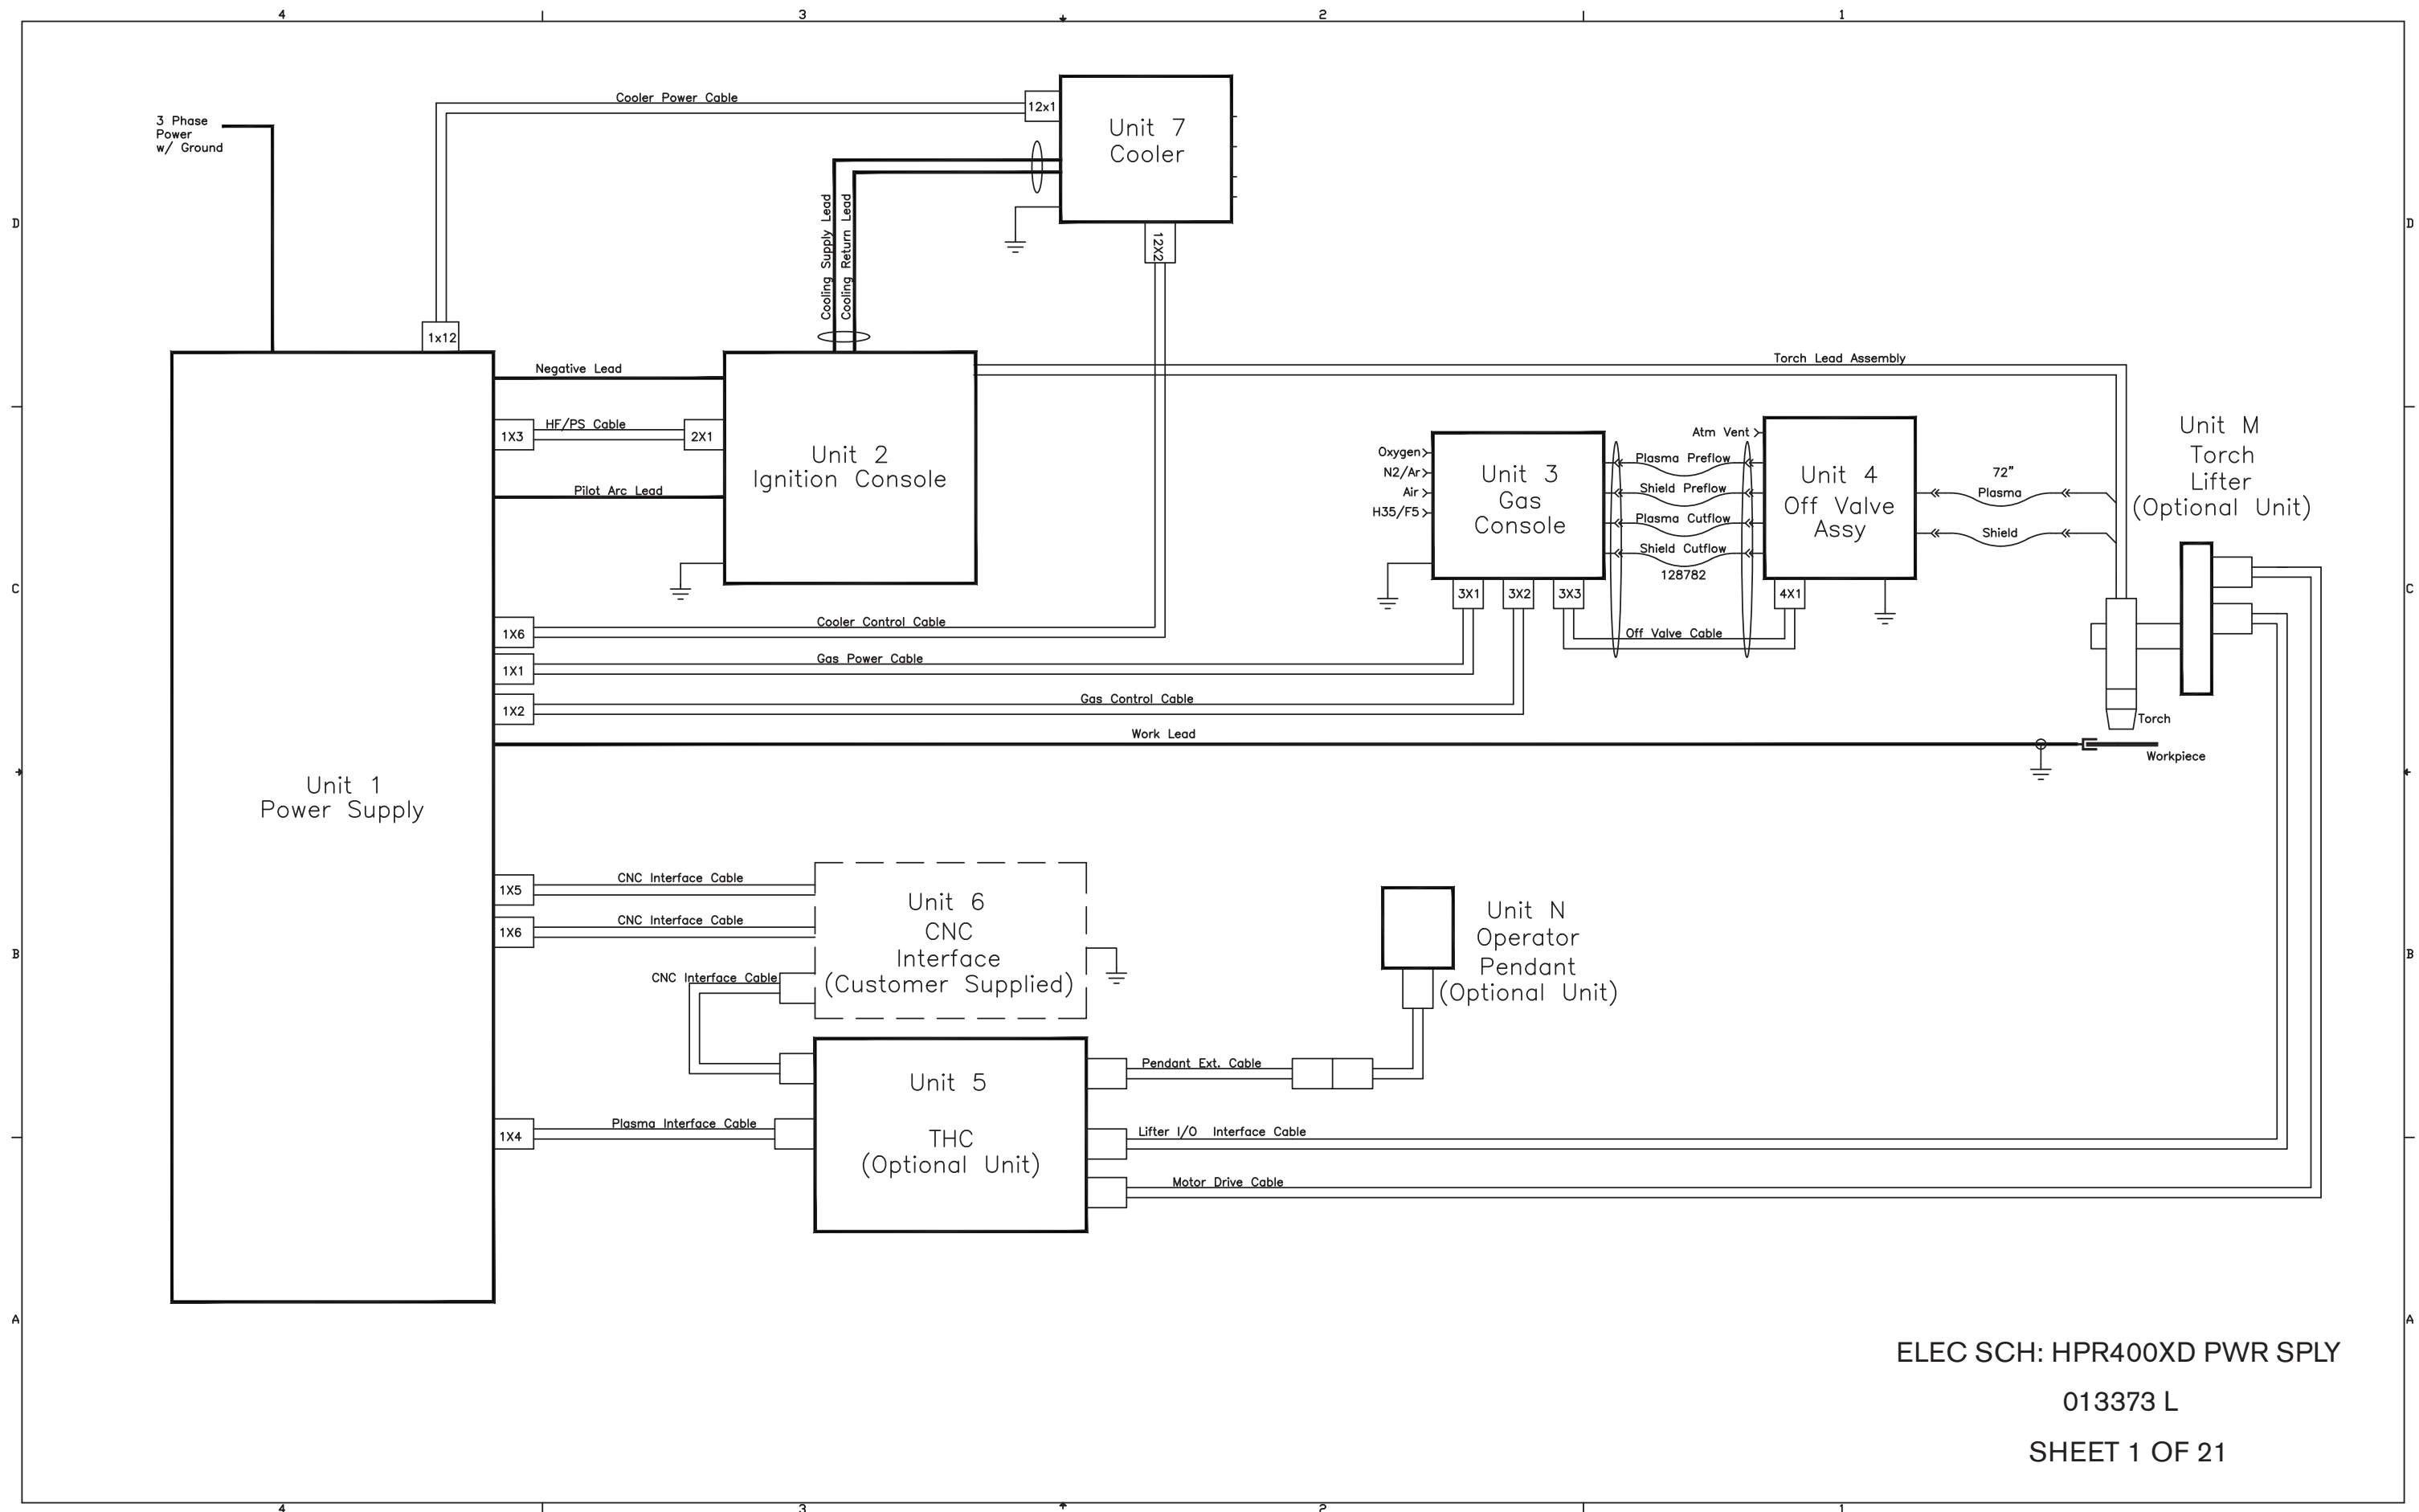 4
3
2
1
3 Phase
Power
w/ Ground
Cooler Power Cable
12x1
Unit 7
Cooler
D
D
Cooling Supply Lead
Cooling Return Lead
12X2
1x12
Negative Lead
Torch Lead Assembly
1X3
HF/PS Cable
2X1
Unit 2
Ignition Console
Pilot Arc Lead
Oxygen
N2/Ar
Air
H35/F5
Unit 3
Gas
Console
Atm Vent
Plasma Preflow
Shield Preflow
Plasma Cutflow
Shield Cutflow
128782
Unit 4
Off Valve
Assy
72"
Plasma
Shield
Unit M
Torch
Lifter
(Optional Unit)
C
C
3X1
3X2
3X3
4X1
1X6
Cooler Control Cable
Off Valve Cable
1X1
Gas Power Cable
1X2
Gas Control Cable
Torch
Work Lead
Workpiece
Unit 1
Power Supply
1X5
CNC Interface Cable
1X6
CNC Interface Cable
Unit 6
CNC
Interface
(Customer Supplied)
CNC Interface Cable
Unit N
Operator
Pendant
(Optional Unit)
B
B
Unit 5
THC
(Optional Unit)
Pendant Ext. Cable
1X4
Plasma Interface Cable
Lifter I/O Interface Cable
Motor Drive Cable
A
A
ELEC SCH: HPR400XD PWR SPLY
013373 L
SHEET 1 OF 21
4
3
2
1